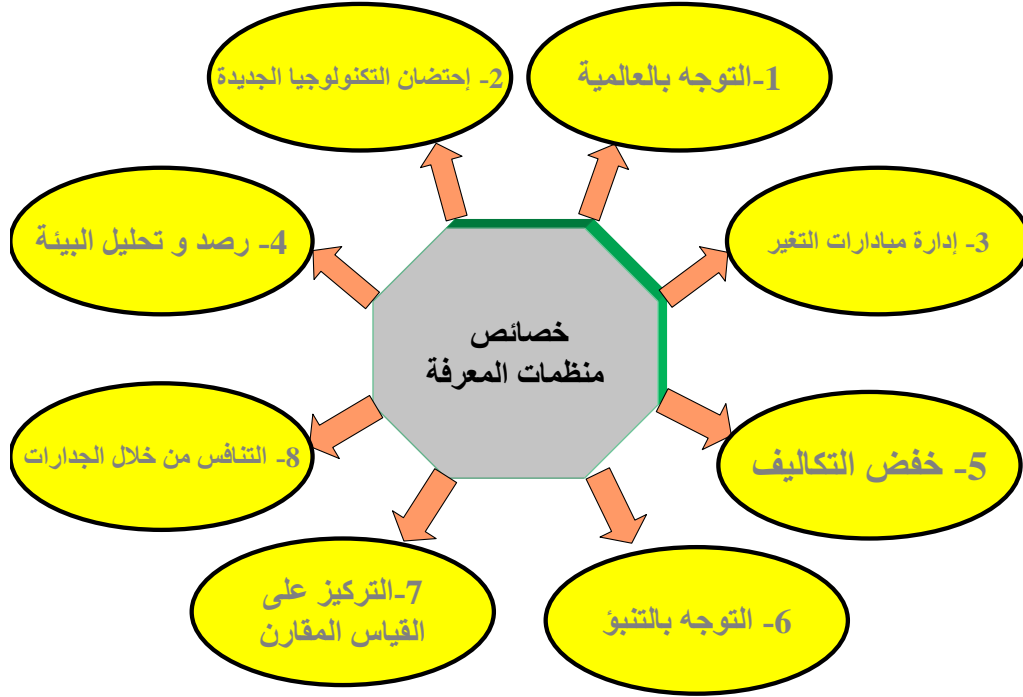 1-التوجه بالعالمية
2- إحتضان التكنولوجيا الجديدة
3- إدارة مبادارات التغير
4- رصد و تحليل البيئة
خصائص
منظمات المعرفة
5- خفض التكاليف
8- التنافس من خلال الجدارات
6- التوجه بالتنبؤ
7-التركيز على
القياس المقارن